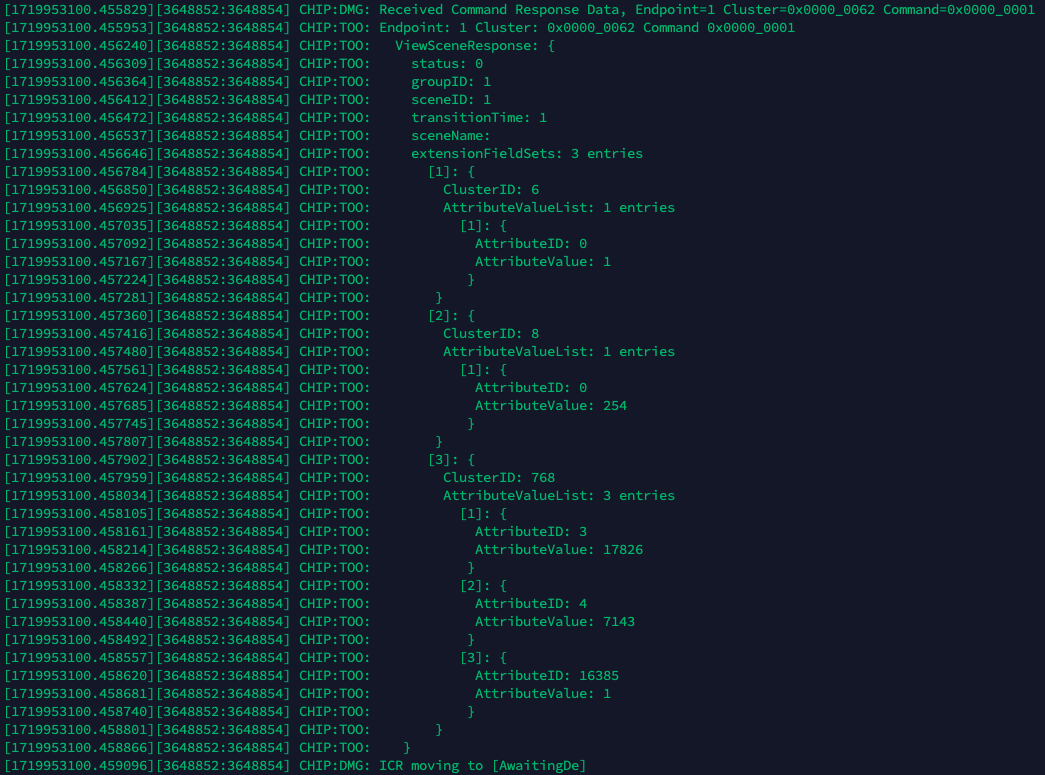 [1719953100.455829][3648852:3648854] CHIP:DMG: Received Command Response Data, Endpoint=1 Cluster=0x0000_0062 Command=0x0000_0001
[1719953100.455953][3648852:3648854] CHIP:TOO: Endpoint: 1 Cluster: 0x0000_0062 Command 0x0000_0001
[1719953100.456240][3648852:3648854] CHIP:TOO:   ViewSceneResponse: {
[1719953100.456309][3648852:3648854] CHIP:TOO:     status: 0
[1719953100.456364][3648852:3648854] CHIP:TOO:     groupID: 1
[1719953100.456412][3648852:3648854] CHIP:TOO:     sceneID: 1
[1719953100.456472][3648852:3648854] CHIP:TOO:     transitionTime: 1
[1719953100.456537][3648852:3648854] CHIP:TOO:     sceneName:
[1719953100.456646][3648852:3648854] CHIP:TOO:     extensionFieldSets: 3 entries
[1719953100.456784][3648852:3648854] CHIP:TOO:       [1]: {
[1719953100.456850][3648852:3648854] CHIP:TOO:         ClusterID: 6
[1719953100.456925][3648852:3648854] CHIP:TOO:         AttributeValueList: 1 entries
[1719953100.457035][3648852:3648854] CHIP:TOO:           [1]: {
[1719953100.457092][3648852:3648854] CHIP:TOO:             AttributeID: 0
[1719953100.457167][3648852:3648854] CHIP:TOO:             AttributeValue: 1
[1719953100.457224][3648852:3648854] CHIP:TOO:            }
[1719953100.457281][3648852:3648854] CHIP:TOO:        }
[1719953100.457360][3648852:3648854] CHIP:TOO:       [2]: {
[1719953100.457416][3648852:3648854] CHIP:TOO:         ClusterID: 8
[1719953100.457480][3648852:3648854] CHIP:TOO:         AttributeValueList: 1 entries
[1719953100.457561][3648852:3648854] CHIP:TOO:           [1]: {
[1719953100.457624][3648852:3648854] CHIP:TOO:             AttributeID: 0
[1719953100.457685][3648852:3648854] CHIP:TOO:             AttributeValue: 254
[1719953100.457745][3648852:3648854] CHIP:TOO:            }
[1719953100.457807][3648852:3648854] CHIP:TOO:        }
[1719953100.457902][3648852:3648854] CHIP:TOO:       [3]: {
[1719953100.457959][3648852:3648854] CHIP:TOO:         ClusterID: 768
[1719953100.458034][3648852:3648854] CHIP:TOO:         AttributeValueList: 3 entries
[1719953100.458105][3648852:3648854] CHIP:TOO:           [1]: {
[1719953100.458161][3648852:3648854] CHIP:TOO:             AttributeID: 3
[1719953100.458214][3648852:3648854] CHIP:TOO:             AttributeValue: 17826
[1719953100.458266][3648852:3648854] CHIP:TOO:            }
[1719953100.458332][3648852:3648854] CHIP:TOO:           [2]: {
[1719953100.458387][3648852:3648854] CHIP:TOO:             AttributeID: 4
[1719953100.458440][3648852:3648854] CHIP:TOO:             AttributeValue: 7143
[1719953100.458492][3648852:3648854] CHIP:TOO:            }
[1719953100.458557][3648852:3648854] CHIP:TOO:           [3]: {
[1719953100.458620][3648852:3648854] CHIP:TOO:             AttributeID: 16385
[1719953100.458681][3648852:3648854] CHIP:TOO:             AttributeValue: 1
[1719953100.458740][3648852:3648854] CHIP:TOO:            }
[1719953100.458801][3648852:3648854] CHIP:TOO:        }
[1719953100.458866][3648852:3648854] CHIP:TOO:    }
[1719953100.459096][3648852:3648854] CHIP:DMG: ICR moving to [AwaitingDe]